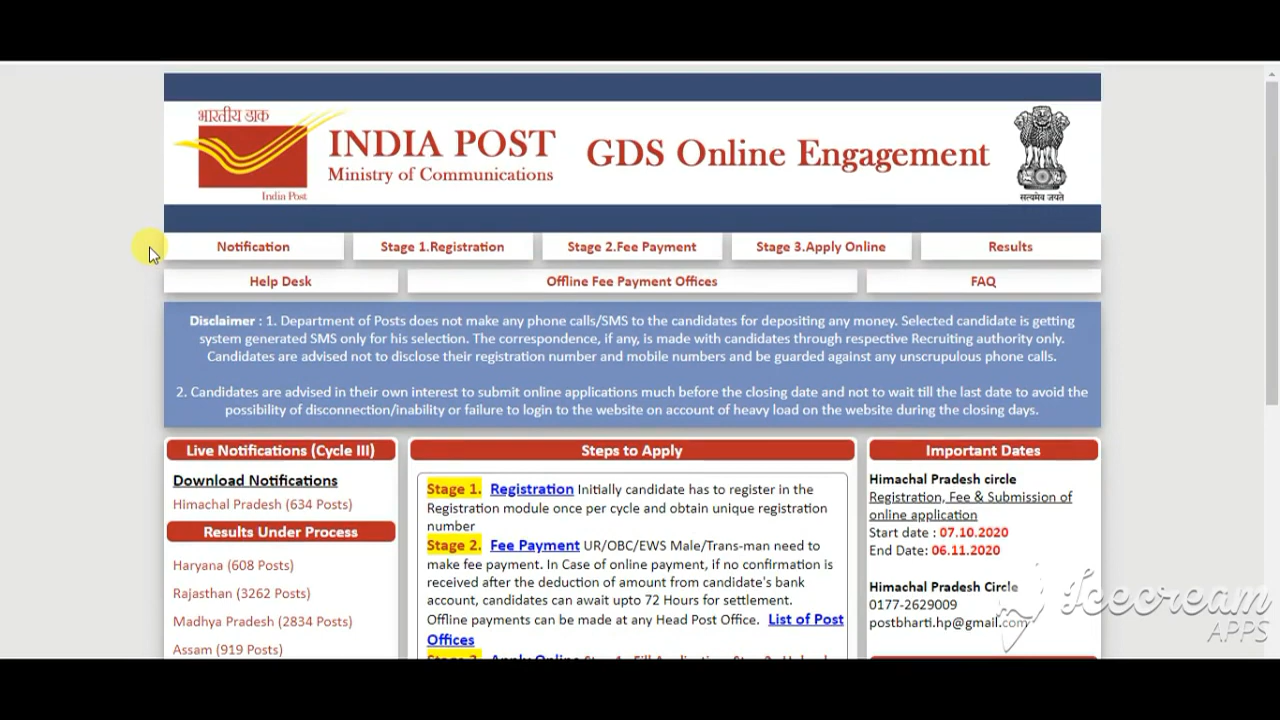 भारतीय डाक
India Post
INDIA POST
Ministry of Communications
GDS Online Engagement
सत्यमेव जयते
Notification
Stage 1.Registration
Stage 2.Fee Payment
Stage 3.Apply Online
Results
Help Desk
Offline Fee Payment Offices
FAQ
Disclaimer : 1. Department of Posts does not make any phone calls/SMS to the candidates for depositing any money. Selected candidate is getting
system generated SMS only for his selection. The correspondence, if any, is made with candidates through respective Recruiting authority only.
Candidates are advised not to disclose their registration number and mobile numbers and be guarded against any unscrupulous phone calls.
2. Candidates are advised in their own interest to submit online applications much before the closing date and not to wait till the last date to avoid the
possibility of disconnection/inability or failure to login to the website on account of heavy load on the website during the closing days.
Live Notifications (Cycle III)
Download Notifications
Himachal Pradesh (634 Posts)
Results Under Process
Haryana (608 Posts)
Rajasthan (3262 Posts)
Madhya Pradesh (2834 Posts)
Assam (919 Posts)
Steps to Apply
Stage 1. Registration Initially candidate has to register in the
Registration module once per cycle and obtain unique registration
number
Stage 2. Fee Payment UR/OBC/EWS Male/Trans-man need to
make fee payment. In Case of online payment, if no confirmation is
received after the deduction of amount from candidate's bank
account, candidates can await upto 72 Hours for settlement.
Offline payments can be made at any Head Post Office. List of Post
Offices
Important Dates
Himachal Pradesh circle
Registration, Fee & Submission of
online application
Start date : 07.10.2020
End Date: 06.11.2020
Himachal Pradesh Circle
0177-2629009
postbharti.hp@gmail.com
Icecream
APPS